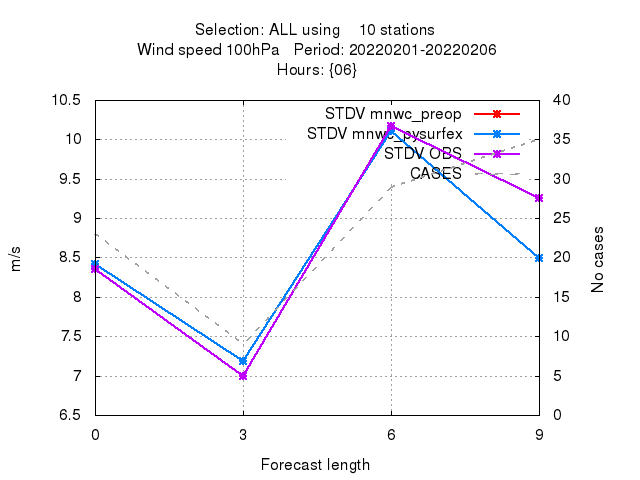 Selection: ALL using    10 stations
Wind speed 100hPa   Period: 20220201-20220206
Hours: {06}
10.5
10
9.5
9
8.5
8
7.5
7
6.5
m/s
STDV mnwc_preop
STDV mnwc_pysurfex
STDV OBS
CASES
40
35
30
25
20
15
10
5
0
No cases
0 3 6 9
Forecast length